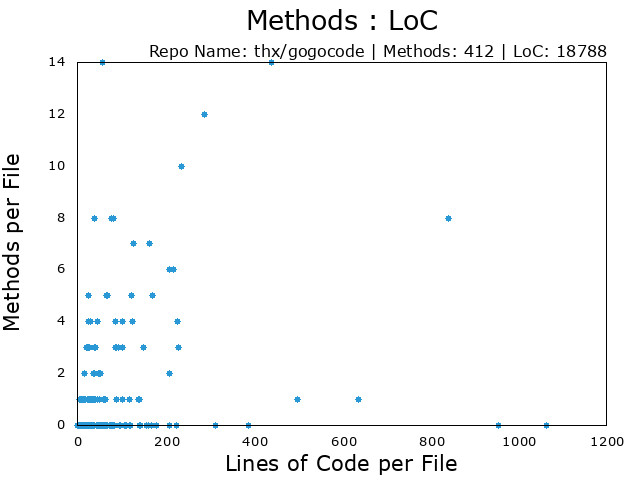 Methods : LoC
Repo Name: thx/gogocode | Methods: 412 | LoC: 18788
Methods per File
14
12
10
8
6
4
2
0
0 200 400 600 800 1000 1200
Lines of Code per File